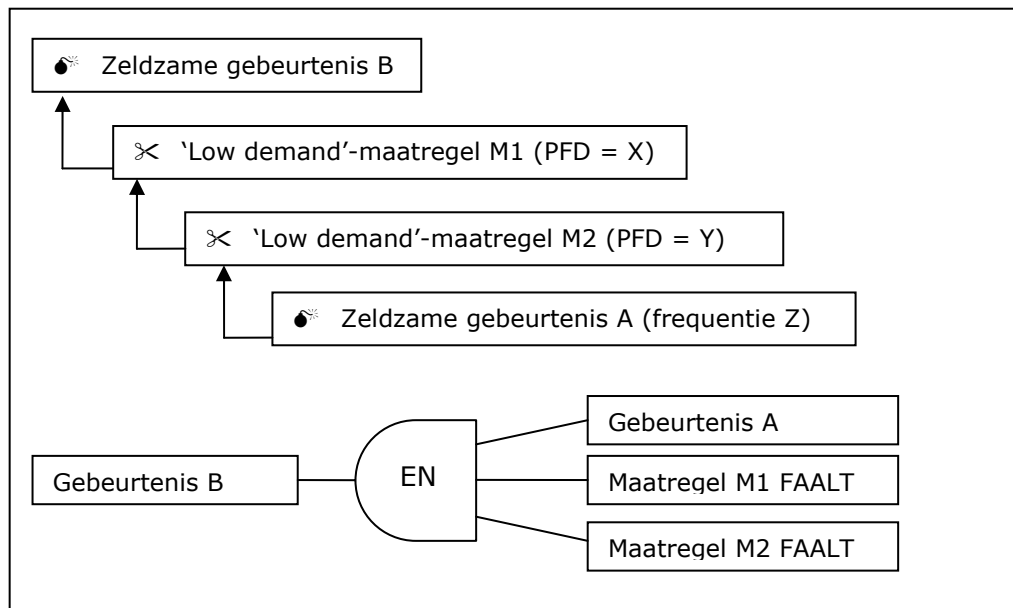 Zeldzame gebeurtenis B
‘Low demand’-maatregel M1 (PFD = X)
‘Low demand’-maatregel M2 (PFD = Y)
Zeldzame gebeurtenis A (frequentie Z)
Gebeurtenis A
Gebeurtenis B
EN
Maatregel M1 FAALT
Maatregel M2 FAALT